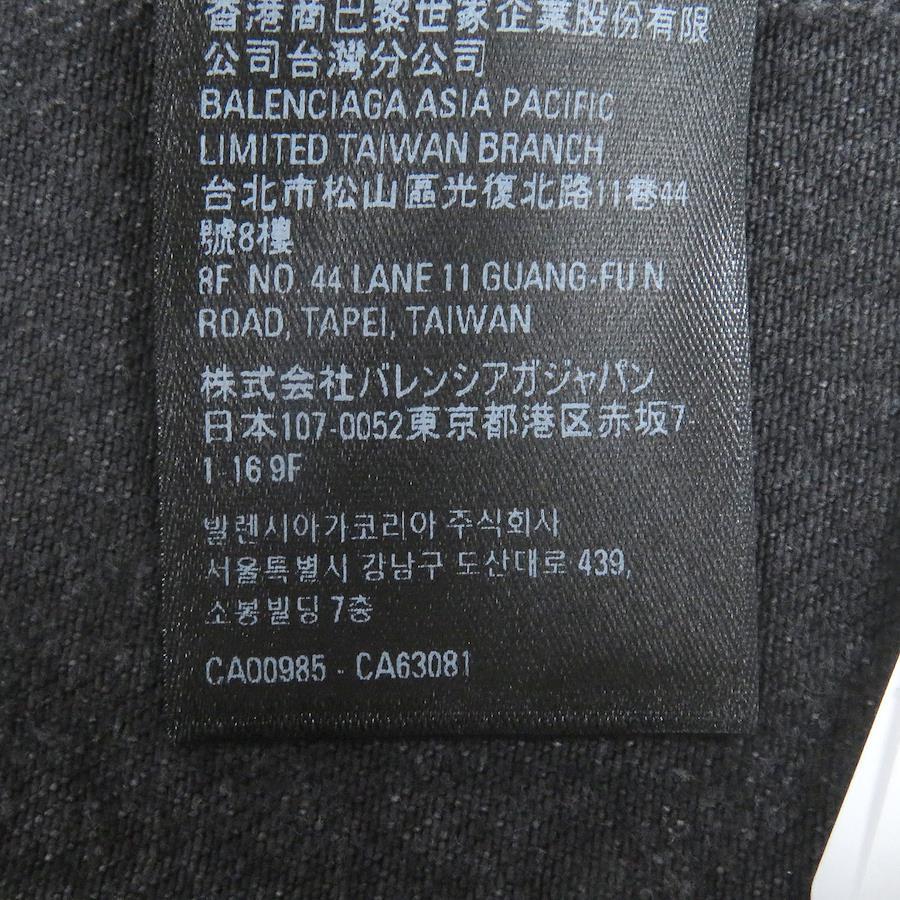 香港商巴黎世家企業股份有限
公司台灣分公司
BALENCIAGA ASIA PACIFIC
LIMITED TAIWAN BRANCH
台北市松山區光復北路11巷44
號8樓
8F NO. 44 LANE 11 GUANG-FU N.
ROAD, TAPEI, TAIWAN
株式会社バレンシアガジャパン
日本107-0052東京都港区赤坂7-
1 16 9F
발렌시아가코리아 주식회사
서울특별시 강남구 도산대로 439,
소봉빌딩 7층
CA00985 - CA63081